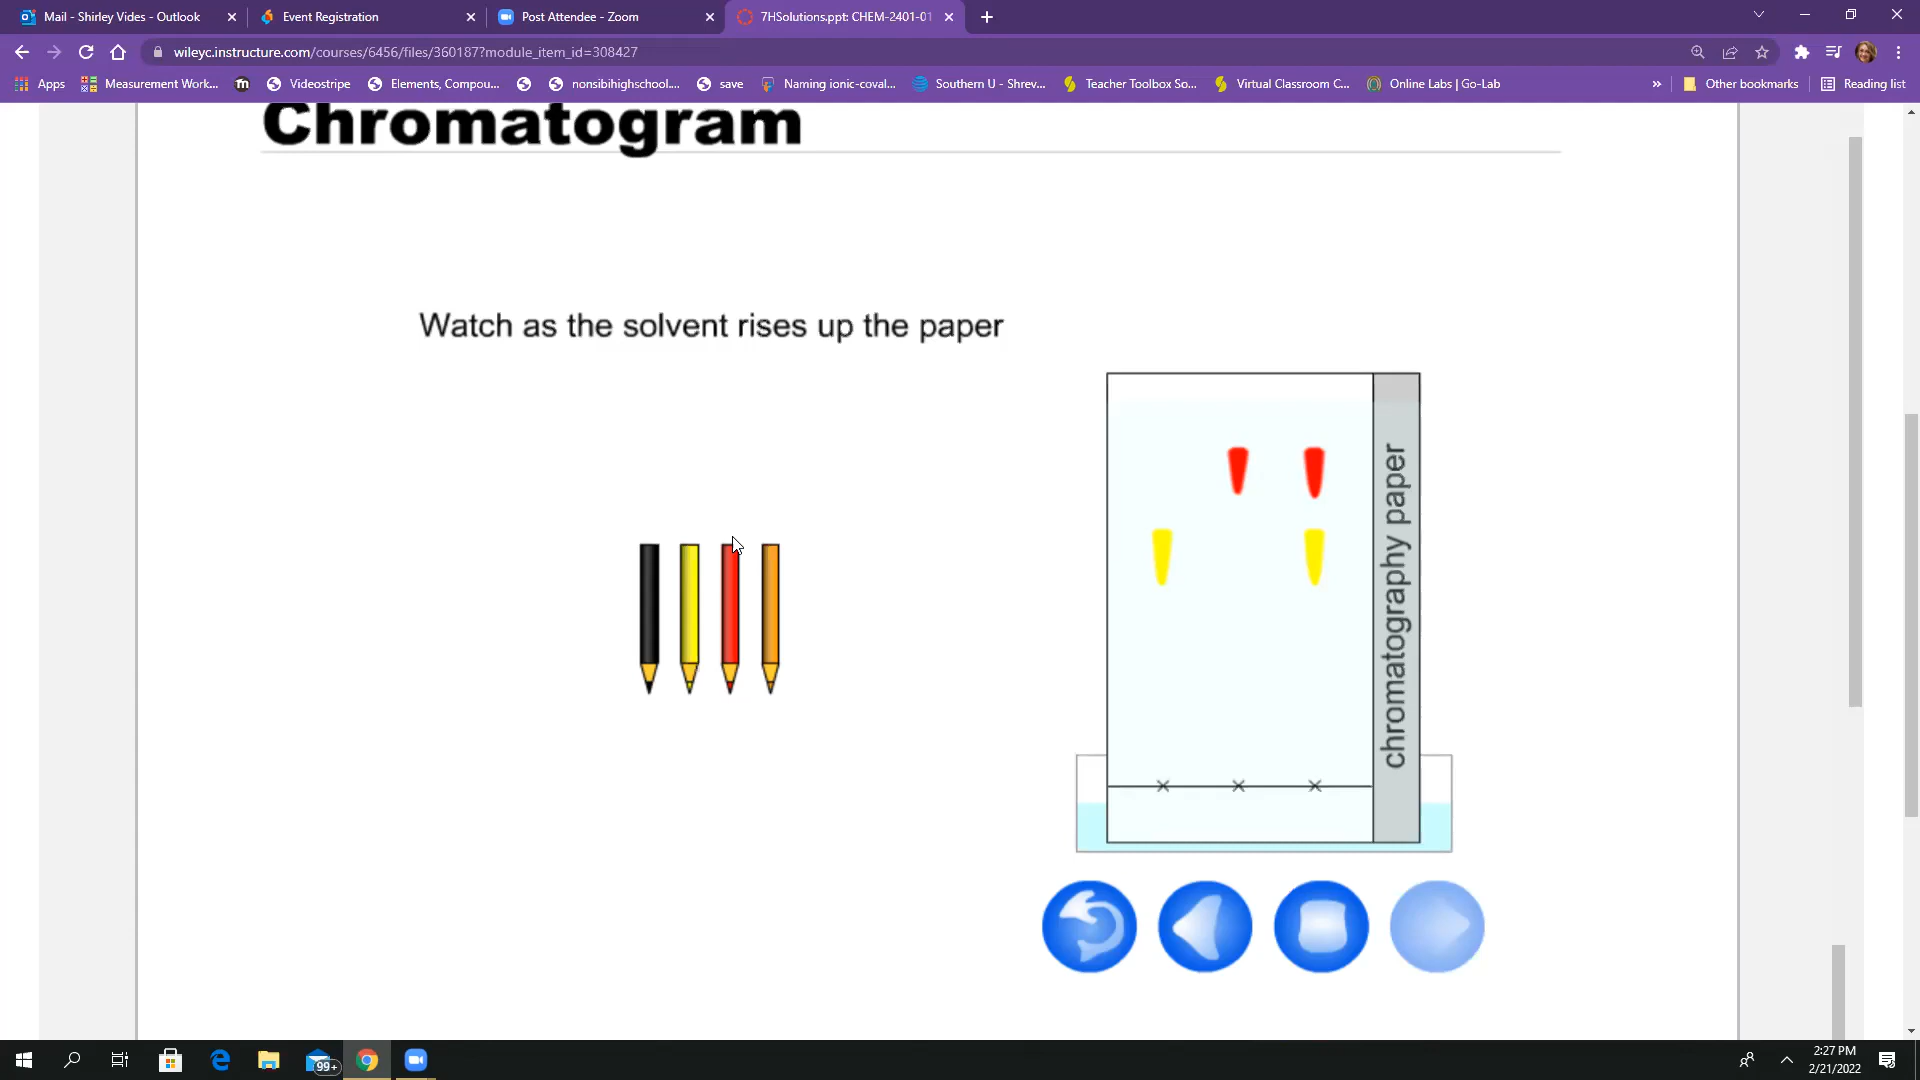 Mail - Shirley Vides - Outlook
Event Registration
Post Attendee - Zoom
7HSolutions.ppt: CHEM-2401-01
wileyc.instructure.com/courses/6456/files/360187?module_item_id=308427
Apps
Measurement Work...
m
Videostripe
Elements, Compou...
nonsibihighschool....
save
Naming ionic-coval...
Southern U - Shrev...
Teacher Toolbox So...
Virtual Classroom C...
Online Labs | Go-Lab
»
Other bookmarks
Reading list
Chromatogram
Watch as the solvent rises up the paper
chromatography paper
99+
2:27 PM
2/21/2022